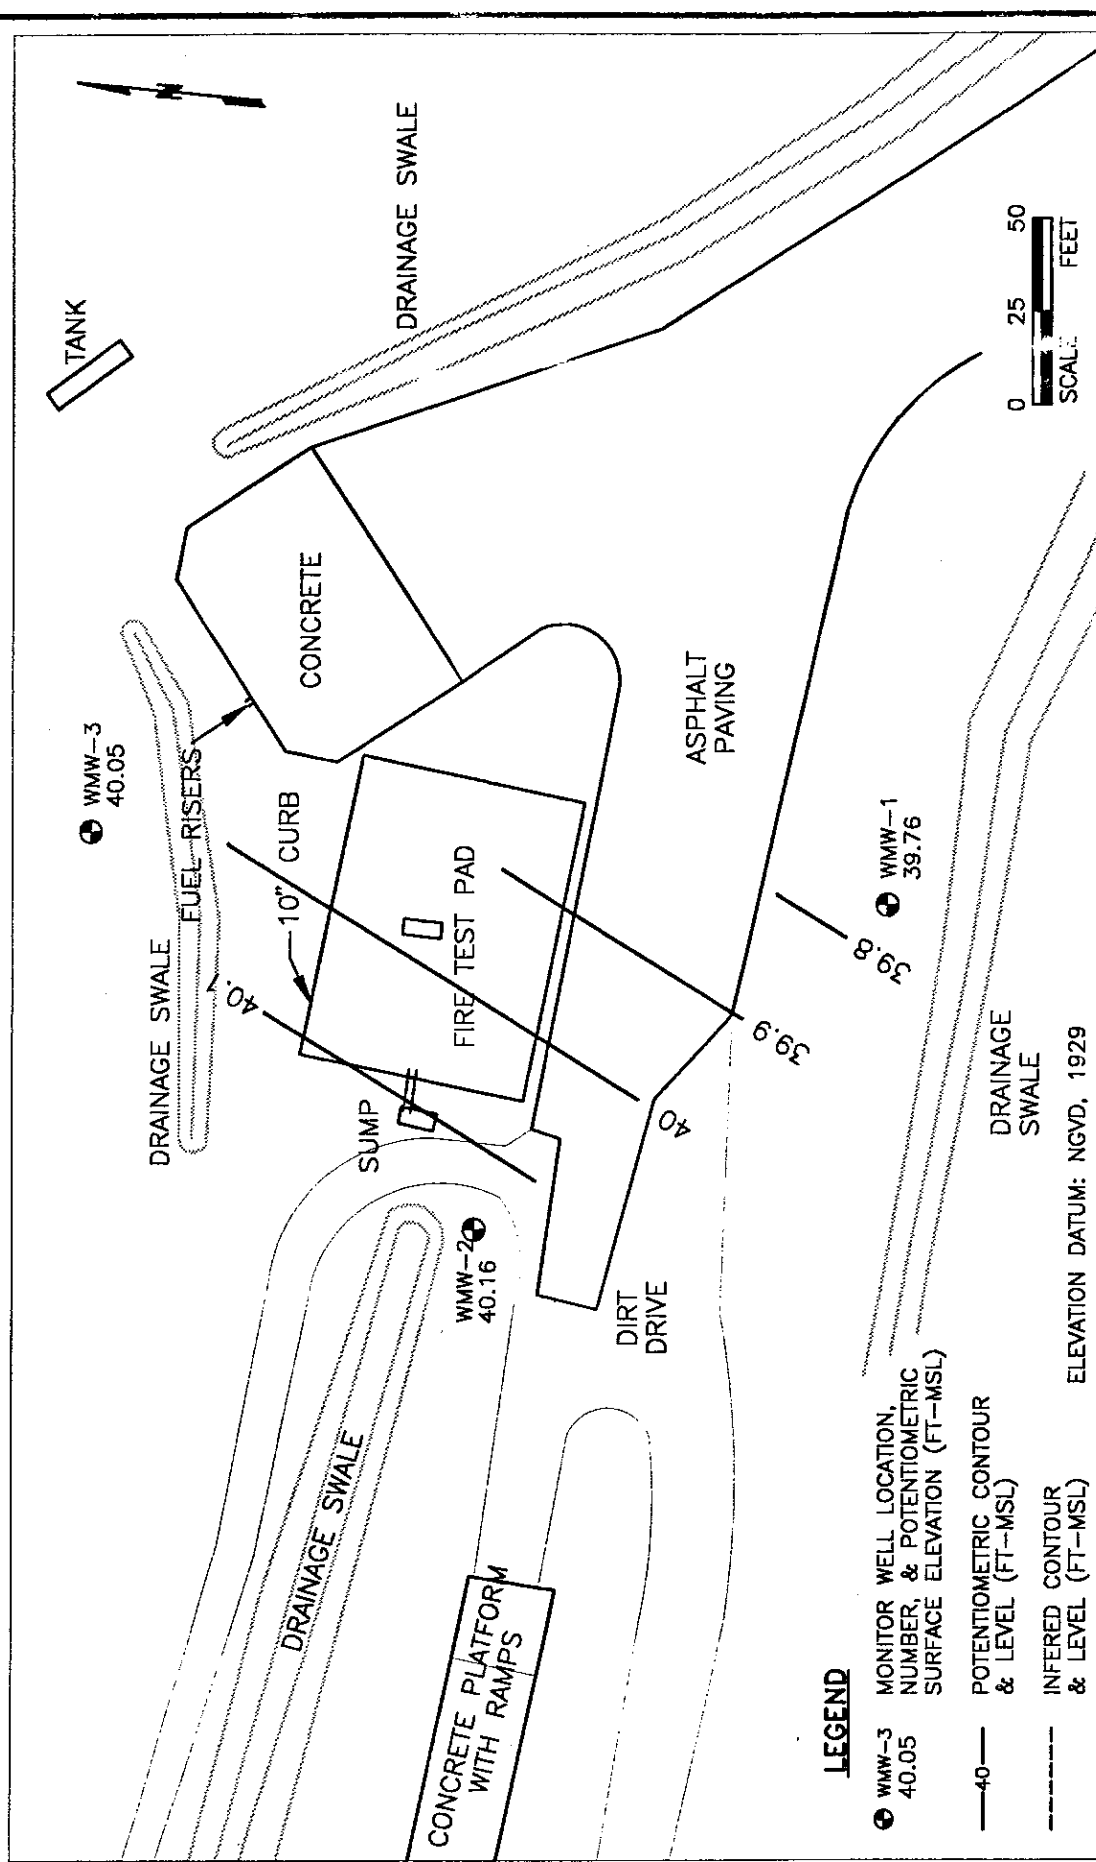 N
TANK
DRAINAGE SWALE
WMW-3
40.05
FUEL RISERS
CONCRETE
DRAINAGE SWALE
10" CURB
40.1
FIRE TEST PAD
SUMP
ASPHALT
PAVING
WMW-2
40.16
40
39.9
39.8
WMW-1
39.76
DIRT
DRIVE
DRAINAGE
SWALE
DRAINAGE SWALE
CONCRETE PLATFORM
WITH RAMPS
0 25 50
SCALE FEET
LEGEND
WMW-3
40.05
MONITOR WELL LOCATION,
NUMBER, & POTENTIOMETRIC
SURFACE ELEVATION (FT-MSL)
40
POTENTIOMETRIC CONTOUR
& LEVEL (FT-MSL)
INFERED CONTOUR
& LEVEL (FT-MSL)
ELEVATION DATUM: NGVD, 1929